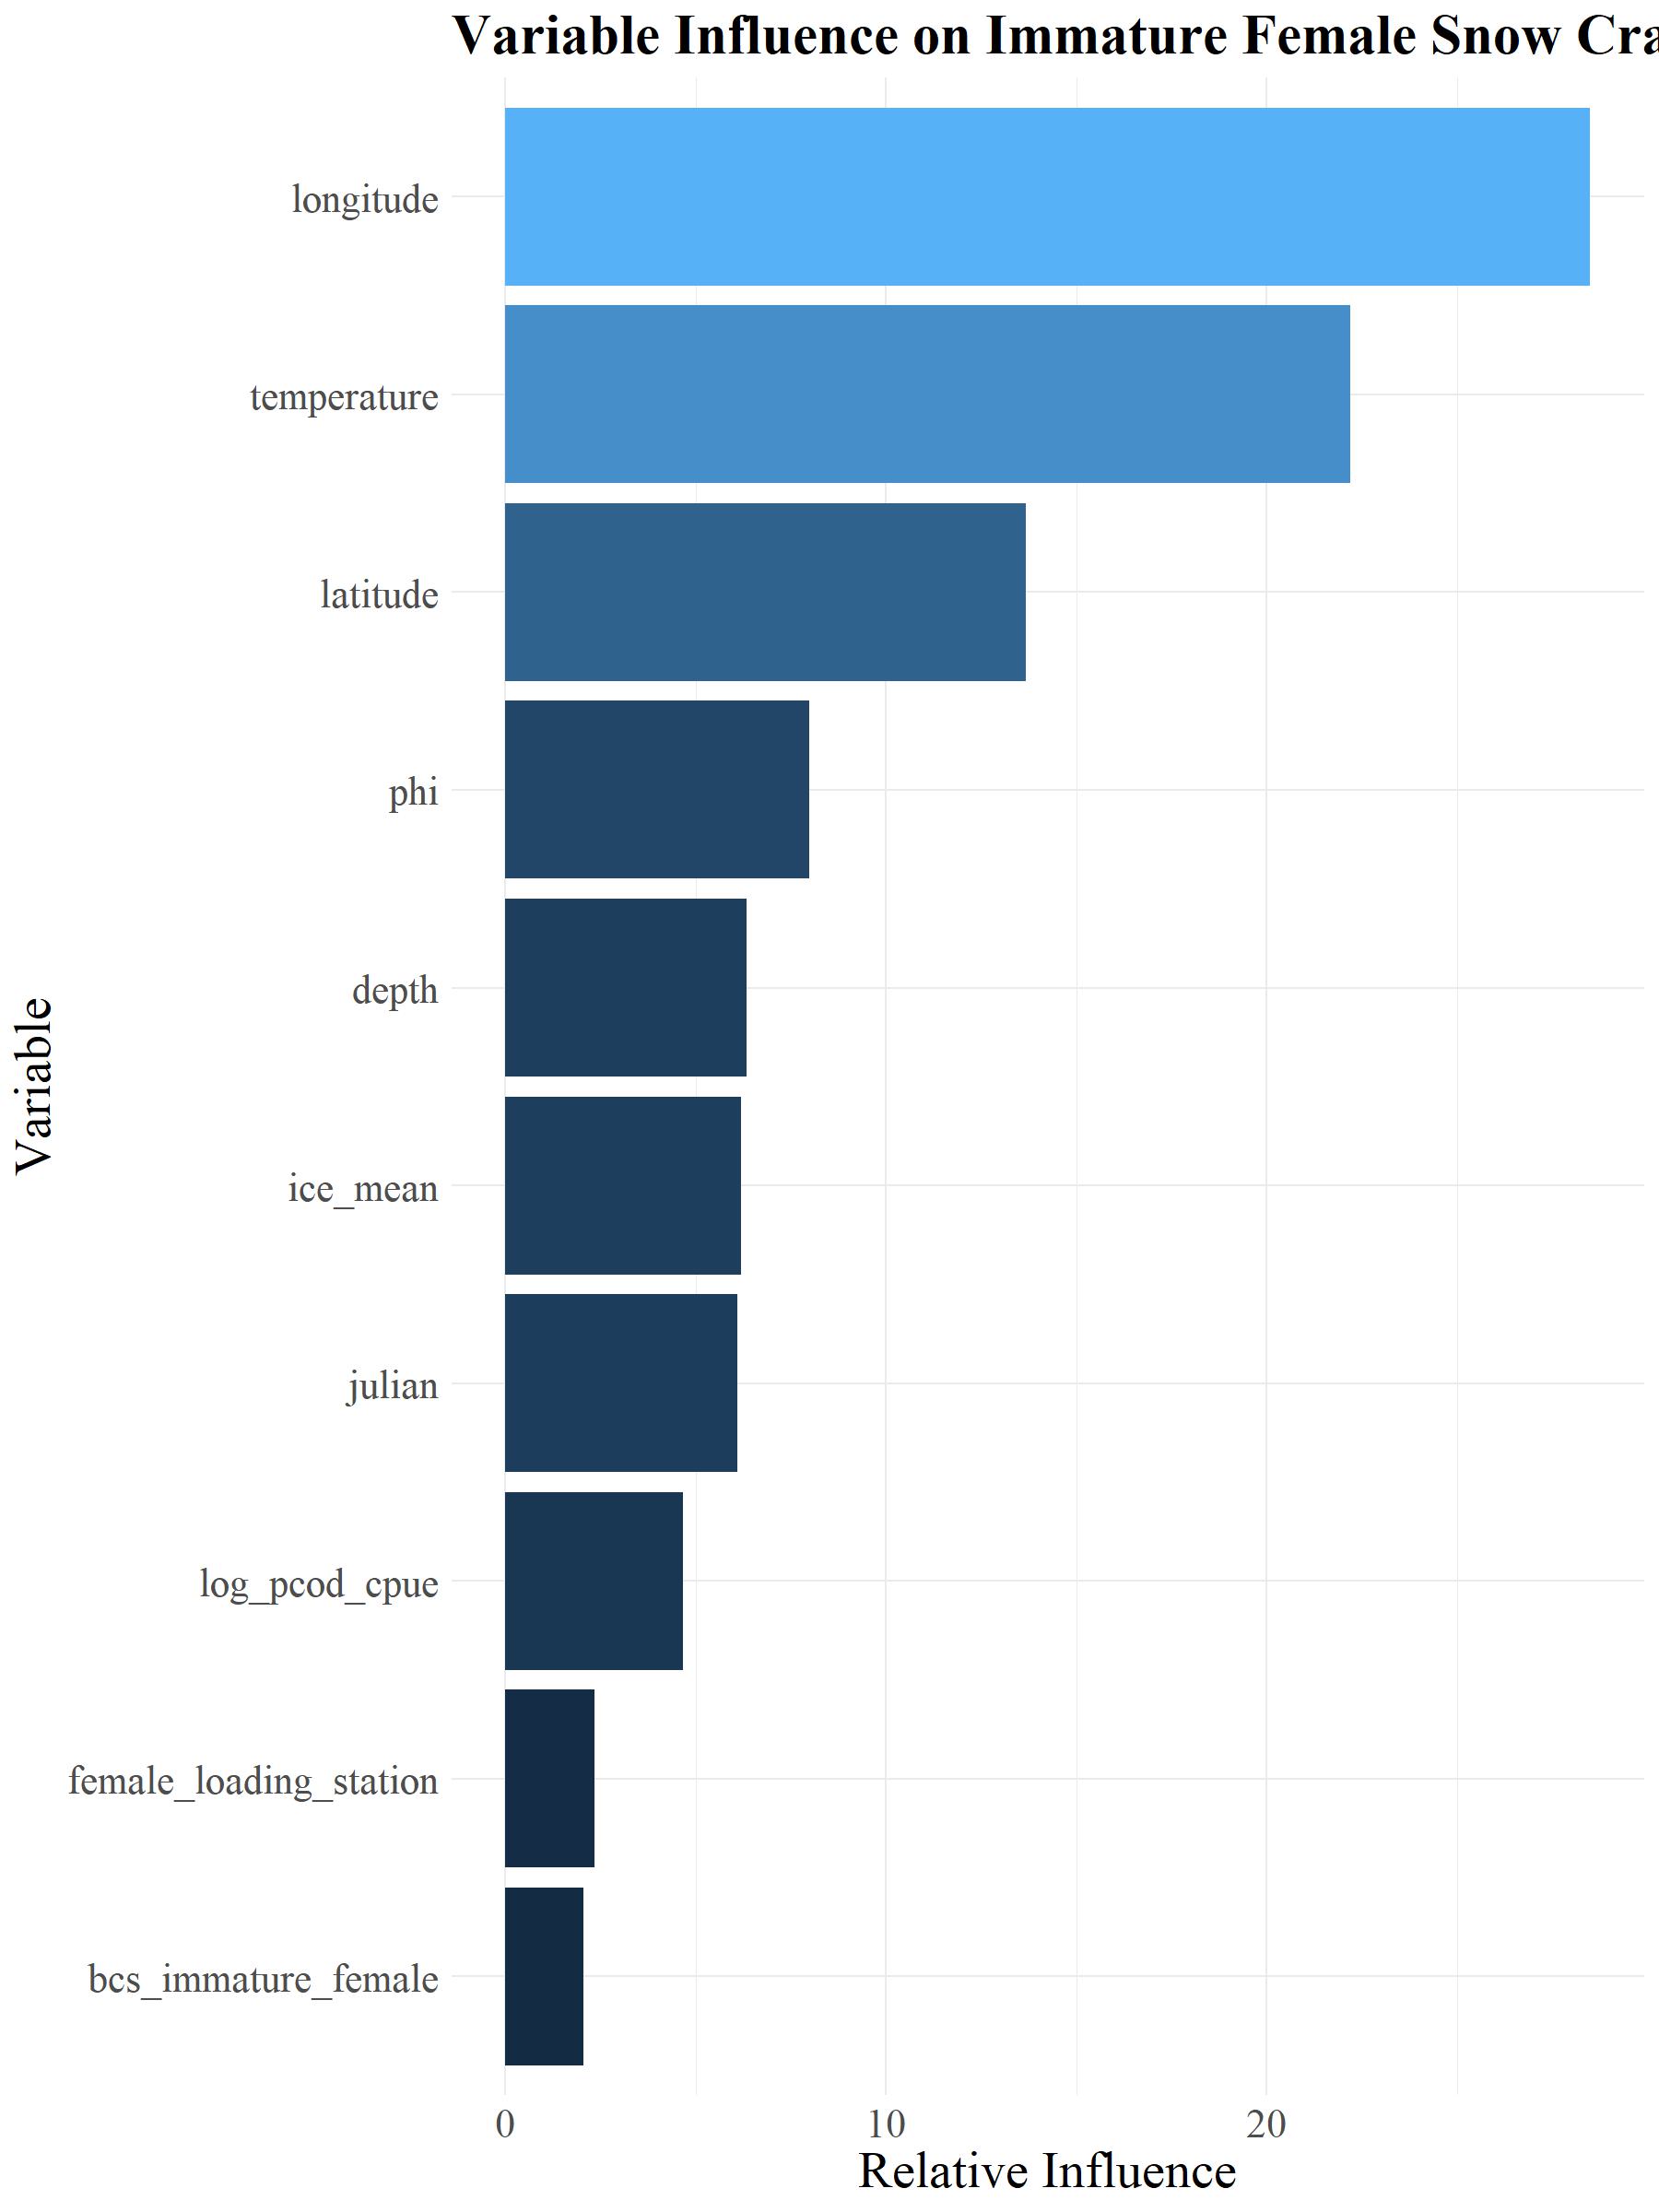 Variable Influence on Immature Female Snow Cra
longitude
temperature
latitude
phi
depth
ice_mean
julian
log_pcod_cpue
female_loading_station
bcs_immature_female
Variable
0 10 20
Relative Influence